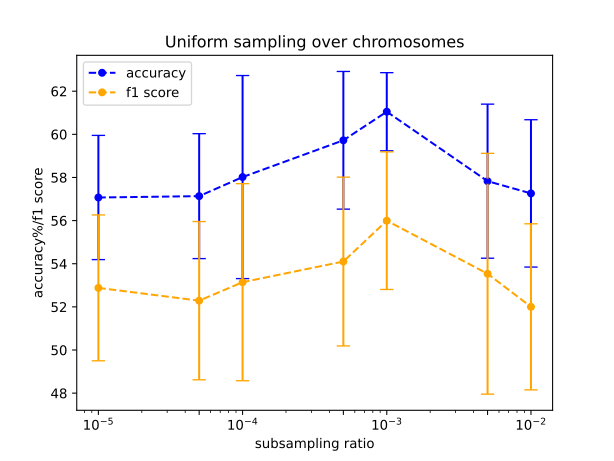 Uniform sampling over chromosomes
accuracy
f1 score
accuracy%/f1 score
62
60
58
56
54
52
50
48
10⁻⁵
10⁻⁴
10⁻³
10⁻²
subsampling ratio